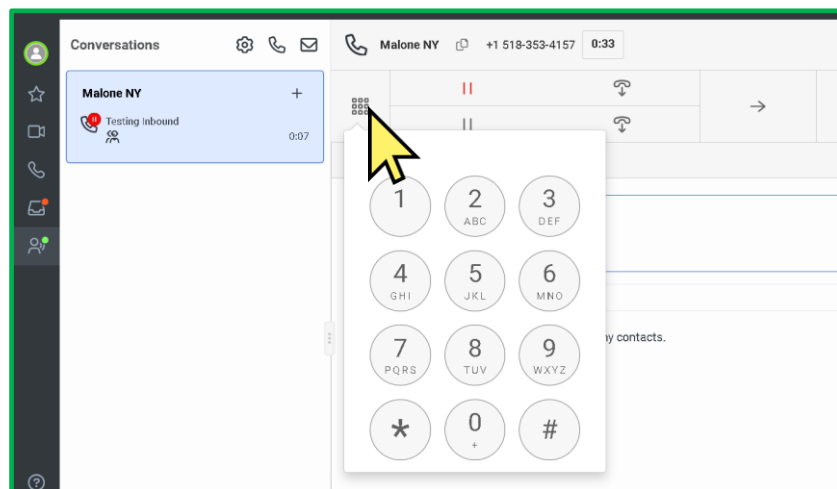 Conversations
Malone NY +1 518-353-4157 0:33
Malone NY
Testing Inbound
0:07
1
2
ABC
3
DEF
4
GHI
5
JKL
6
MNO
7
PQRS
8
TUV
9
WXYZ
*
0
+
#
contacts.